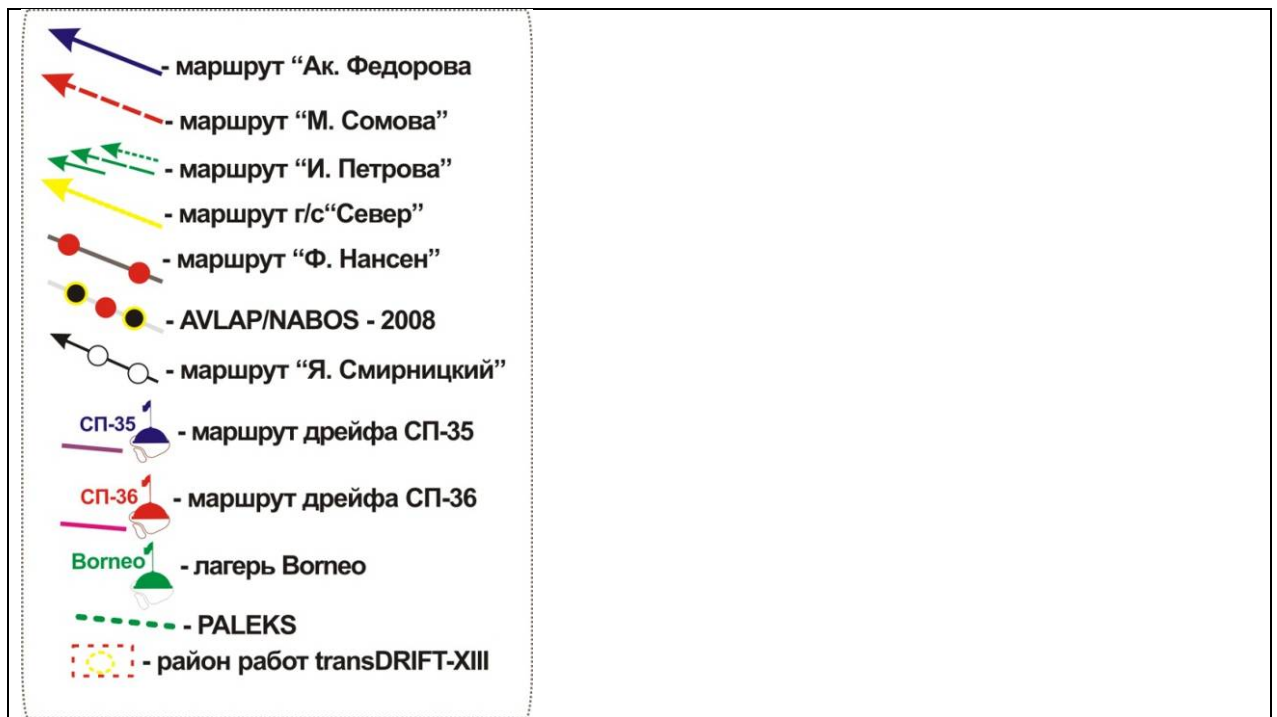 - маршрут “Ак. Федорова
- маршрут “М. Сомова”
- маршрут “И. Петрова”
- маршрут г/с“Север”
- маршрут “Ф. Нансен”
- AVLAP/NABOS - 2008
- маршрут “Я. Смирницкий”
СП-35 - маршрут дрейфа СП-35
СП-36 - маршрут дрейфа СП-36
Borneo - лагерь Borneo
- PALEKS
- район работ transDRIFT-XIII